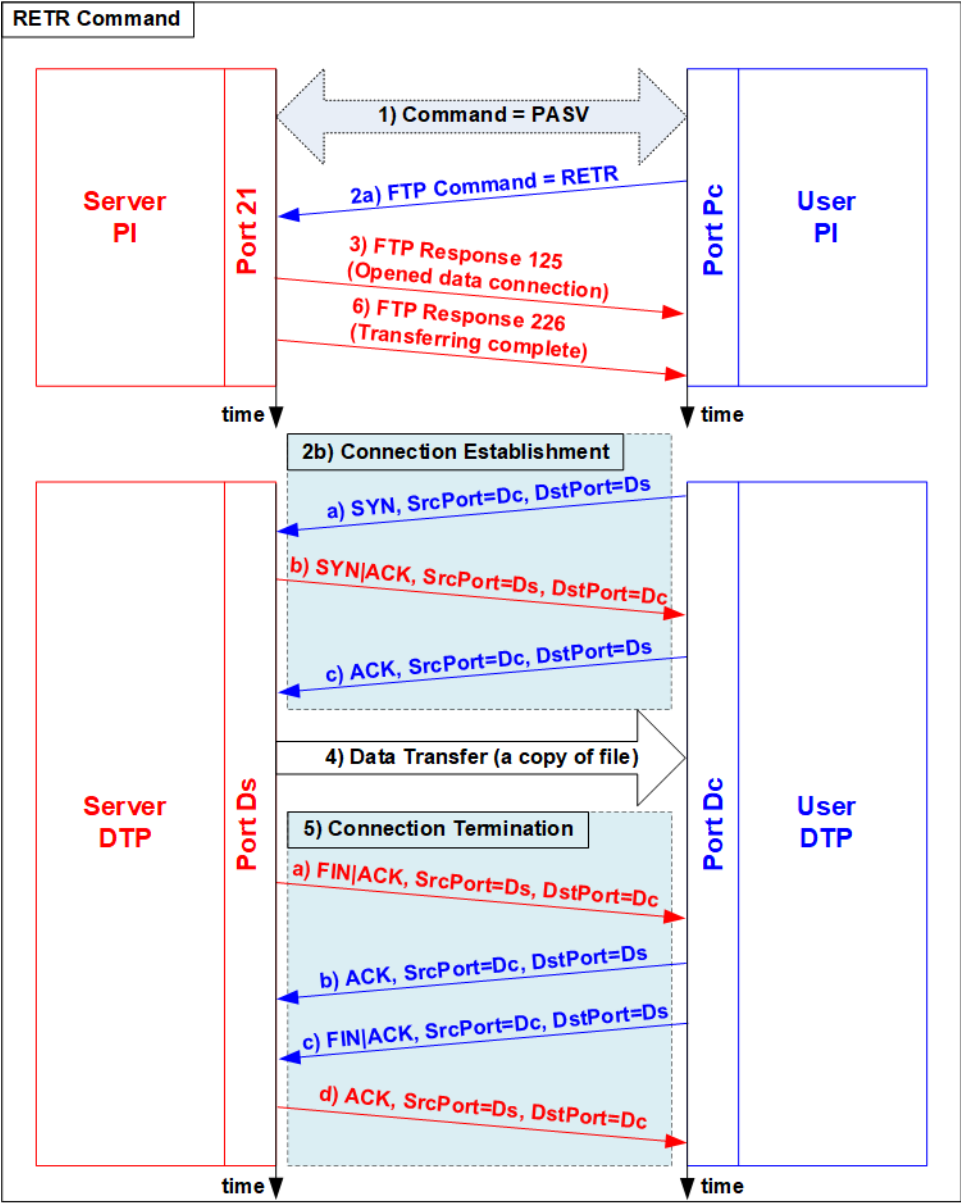 RETR Command
1) Command = PASV
Server
PI
Port 21
2a) FTP Command = RETR
3) FTP Response 125
(Opened data connection)
6) FTP Response 226
(Transferring complete)
Port Pc
User
PI
time
time
2b) Connection Establishment
a) SYN, SrcPort=Dc, DstPort=Ds
b) SYN|ACK, SrcPort=Ds, DstPort=Dc
c) ACK, SrcPort=Dc, DstPort=Ds
4) Data Transfer (a copy of file)
Server
DTP
Port Ds
Port Dc
User
DTP
5) Connection Termination
a) FIN|ACK, SrcPort=Ds, DstPort=Dc
b) ACK, SrcPort=Dc, DstPort=Ds
c) FIN|ACK, SrcPort=Dc, DstPort=Ds
d) ACK, SrcPort=Ds, DstPort=Dc
time
time